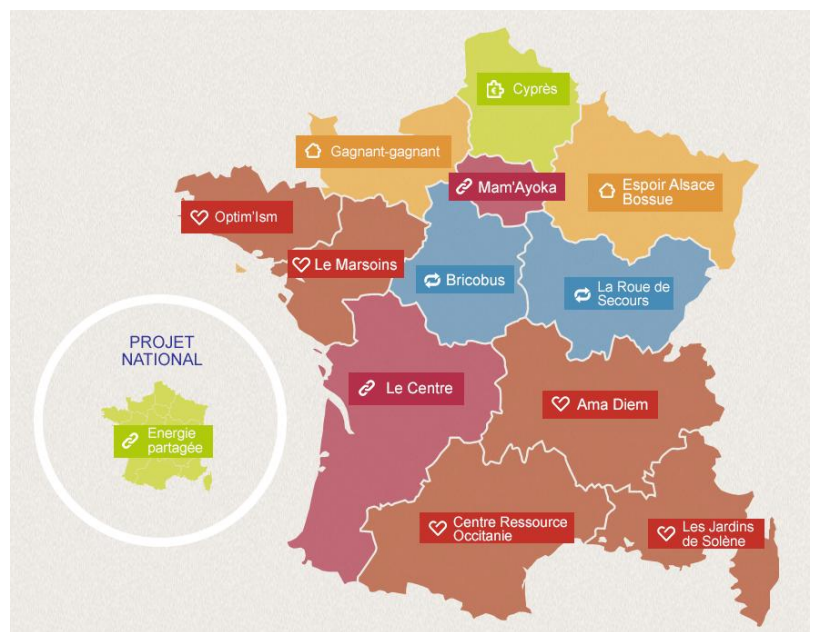 Cyprès
Gagnant-gagnant
Mam'Ayoka
Espoir Alsace
Bossue
Optim'Ism
Le Marsoins
Bricobus
La Roue de
Secours
PROJET
NATIONAL
Energie
partagée
Le Centre
Ama Diem
Centre Ressource
Occitanie
Les Jardins
de Solène